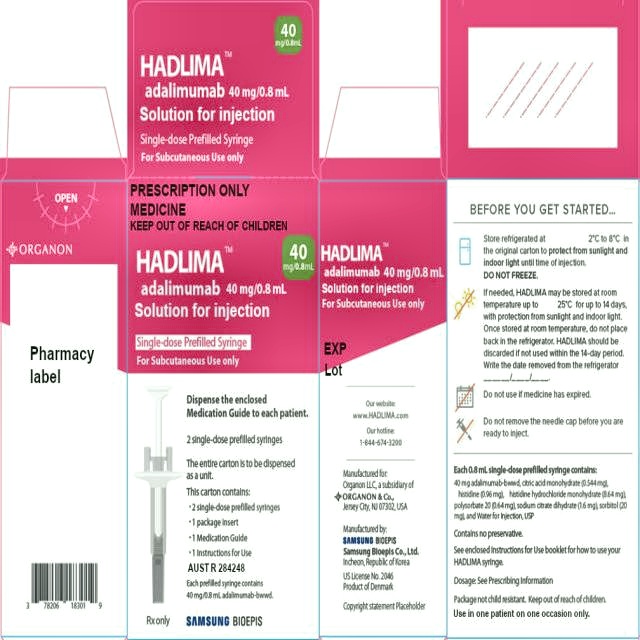 40
mg/0.8mL
HADLIMA™
adalimumab 40 mg/0.8 mL
Solution for injection
Single-dose Prefilled Syringe
For Subcutaneous Use only
OPEN
ORGANON
Pharmacy
label
3 78206 18301 9
PRESCRIPTION ONLY
MEDICINE
KEEP OUT OF REACH OF CHILDREN
40
mg/0.8mL
HADLIMA™
adalimumab 40 mg/0.8 mL
Solution for injection
Single-dose Prefilled Syringe
For Subcutaneous Use only
Dispense the enclosed
Medication Guide to each patient.
2 single-dose prefilled syringes
The entire carton is to be dispensed
as a unit.
This carton contains:
• 2 single-dose prefilled syringes
• 1 package insert
• 1 Medication Guide
• 1 Instructions for Use
AUST R 284248
Each prefilled syringe contains
40 mg/0.8 mL adalimumab-bwwd.
Rx only
SAMSUNG BIOEPIS
HADLIMA™
adalimumab 40 mg/0.8 mL
Solution for injection
For Subcutaneous Use only
EXP
Lot
Our website:
www.HADLIMA.com
Our hotline:
1-844-674-3200
Manufactured for:
Organon LLC, a subsidiary of
ORGANON & Co.,
Jersey City, NJ 07302, USA
Manufactured by:
SAMSUNG BIOEPIS
Samsung Bioepis Co., Ltd.
Incheon, Republic of Korea
US License No. 2046
Product of Denmark
Copyright statement Placeholder
BEFORE YOU GET STARTED...
Store refrigerated at 2°C to 8°C in
the original carton to protect from sunlight and
indoor light until time of injection.
DO NOT FREEZE.
If needed, HADLIMA may be stored at room
temperature up to 25°C for up to 14 days,
with protection from sunlight and indoor light.
Once stored at room temperature, do not place
back in the refrigerator. HADLIMA should be
discarded if not used within the 14-day period.
Write the date removed from the refrigerator
____/____/____.
Do not use if medicine has expired.
Do not remove the needle cap before you are
ready to inject.
Each 0.8 mL single-dose prefilled syringe contains:
40 mg adalimumab-bwwd, citric acid monohydrate (0.544 mg),
histidine (0.96 mg), histidine hydrochloride monohydrate (8.64 mg),
polysorbate 20 (0.64 mg), sodium citrate dihydrate (1.6 mg), sorbitol (20
mg), and Water for Injection, USP
Contains no preservative.
See enclosed Instructions for Use booklet for how to use your
HADLIMA syringe.
Dosage: See Prescribing Information
Package not child resistant. Keep out of reach of children.
Use in one patient on one occasion only.